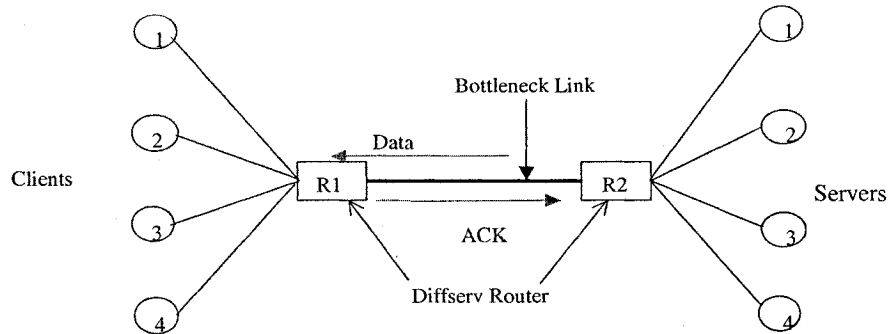 1
1
Bottleneck Link
2
Data
2
Clients
R1
R2
Servers
3
ACK
3
Diffserv Router
4
4